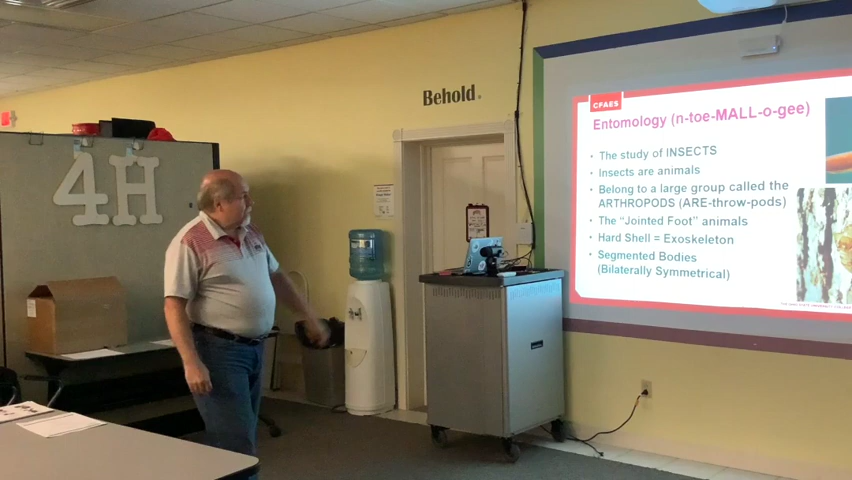 Behold.
4H
CFAES
Entomology (n-toe-MALL-o-gee)
• The study of INSECTS
• Insects are animals
• Belong to a large group called the
ARTHROPODS (ARE-throw-pods)
• The “Jointed Foot” animals
• Hard Shell = Exoskeleton
• Segmented Bodies
(Bilaterally Symmetrical)